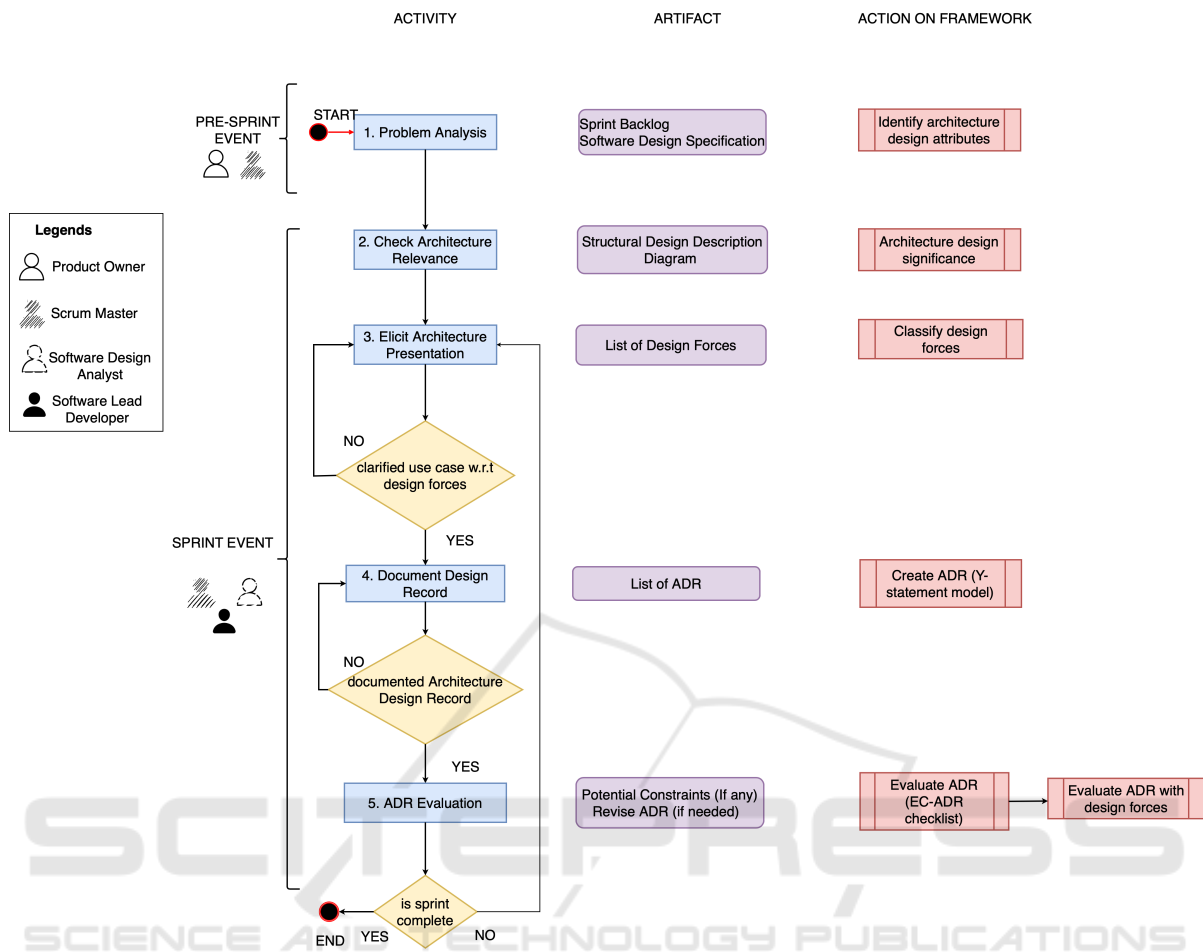 ACTIVITY
ARTIFACT
ACTION ON FRAMEWORK
PRE-SPRINT
EVENT
START
1. Problem Analysis
Sprint Backlog
Software Design Specification
Identify architecture
design attributes
Legends
Product Owner
Scrum Master
Software Design
Analyst
Software Lead
Developer
2. Check Architecture
Relevance
Structural Design Description
Diagram
Architecture design
significance
3. Elicit Architecture
Presentation
List of Design Forces
Classify design
forces
NO
clarified use case w.r.t
design forces
YES
SPRINT EVENT
4. Document Design
Record
List of ADR
Create ADR (Y-
statement model)
NO
documented Architecture
Design Record
YES
5. ADR Evaluation
Potential Constraints (If any)
Revise ADR (if needed)
Evaluate ADR
(EC-ADR
checklist)
Evaluate ADR with
design forces
is sprint
complete
END
YES
NO
SCITEPRESS
SCIENCE AND TECHNOLOGY PUBLICATIONS